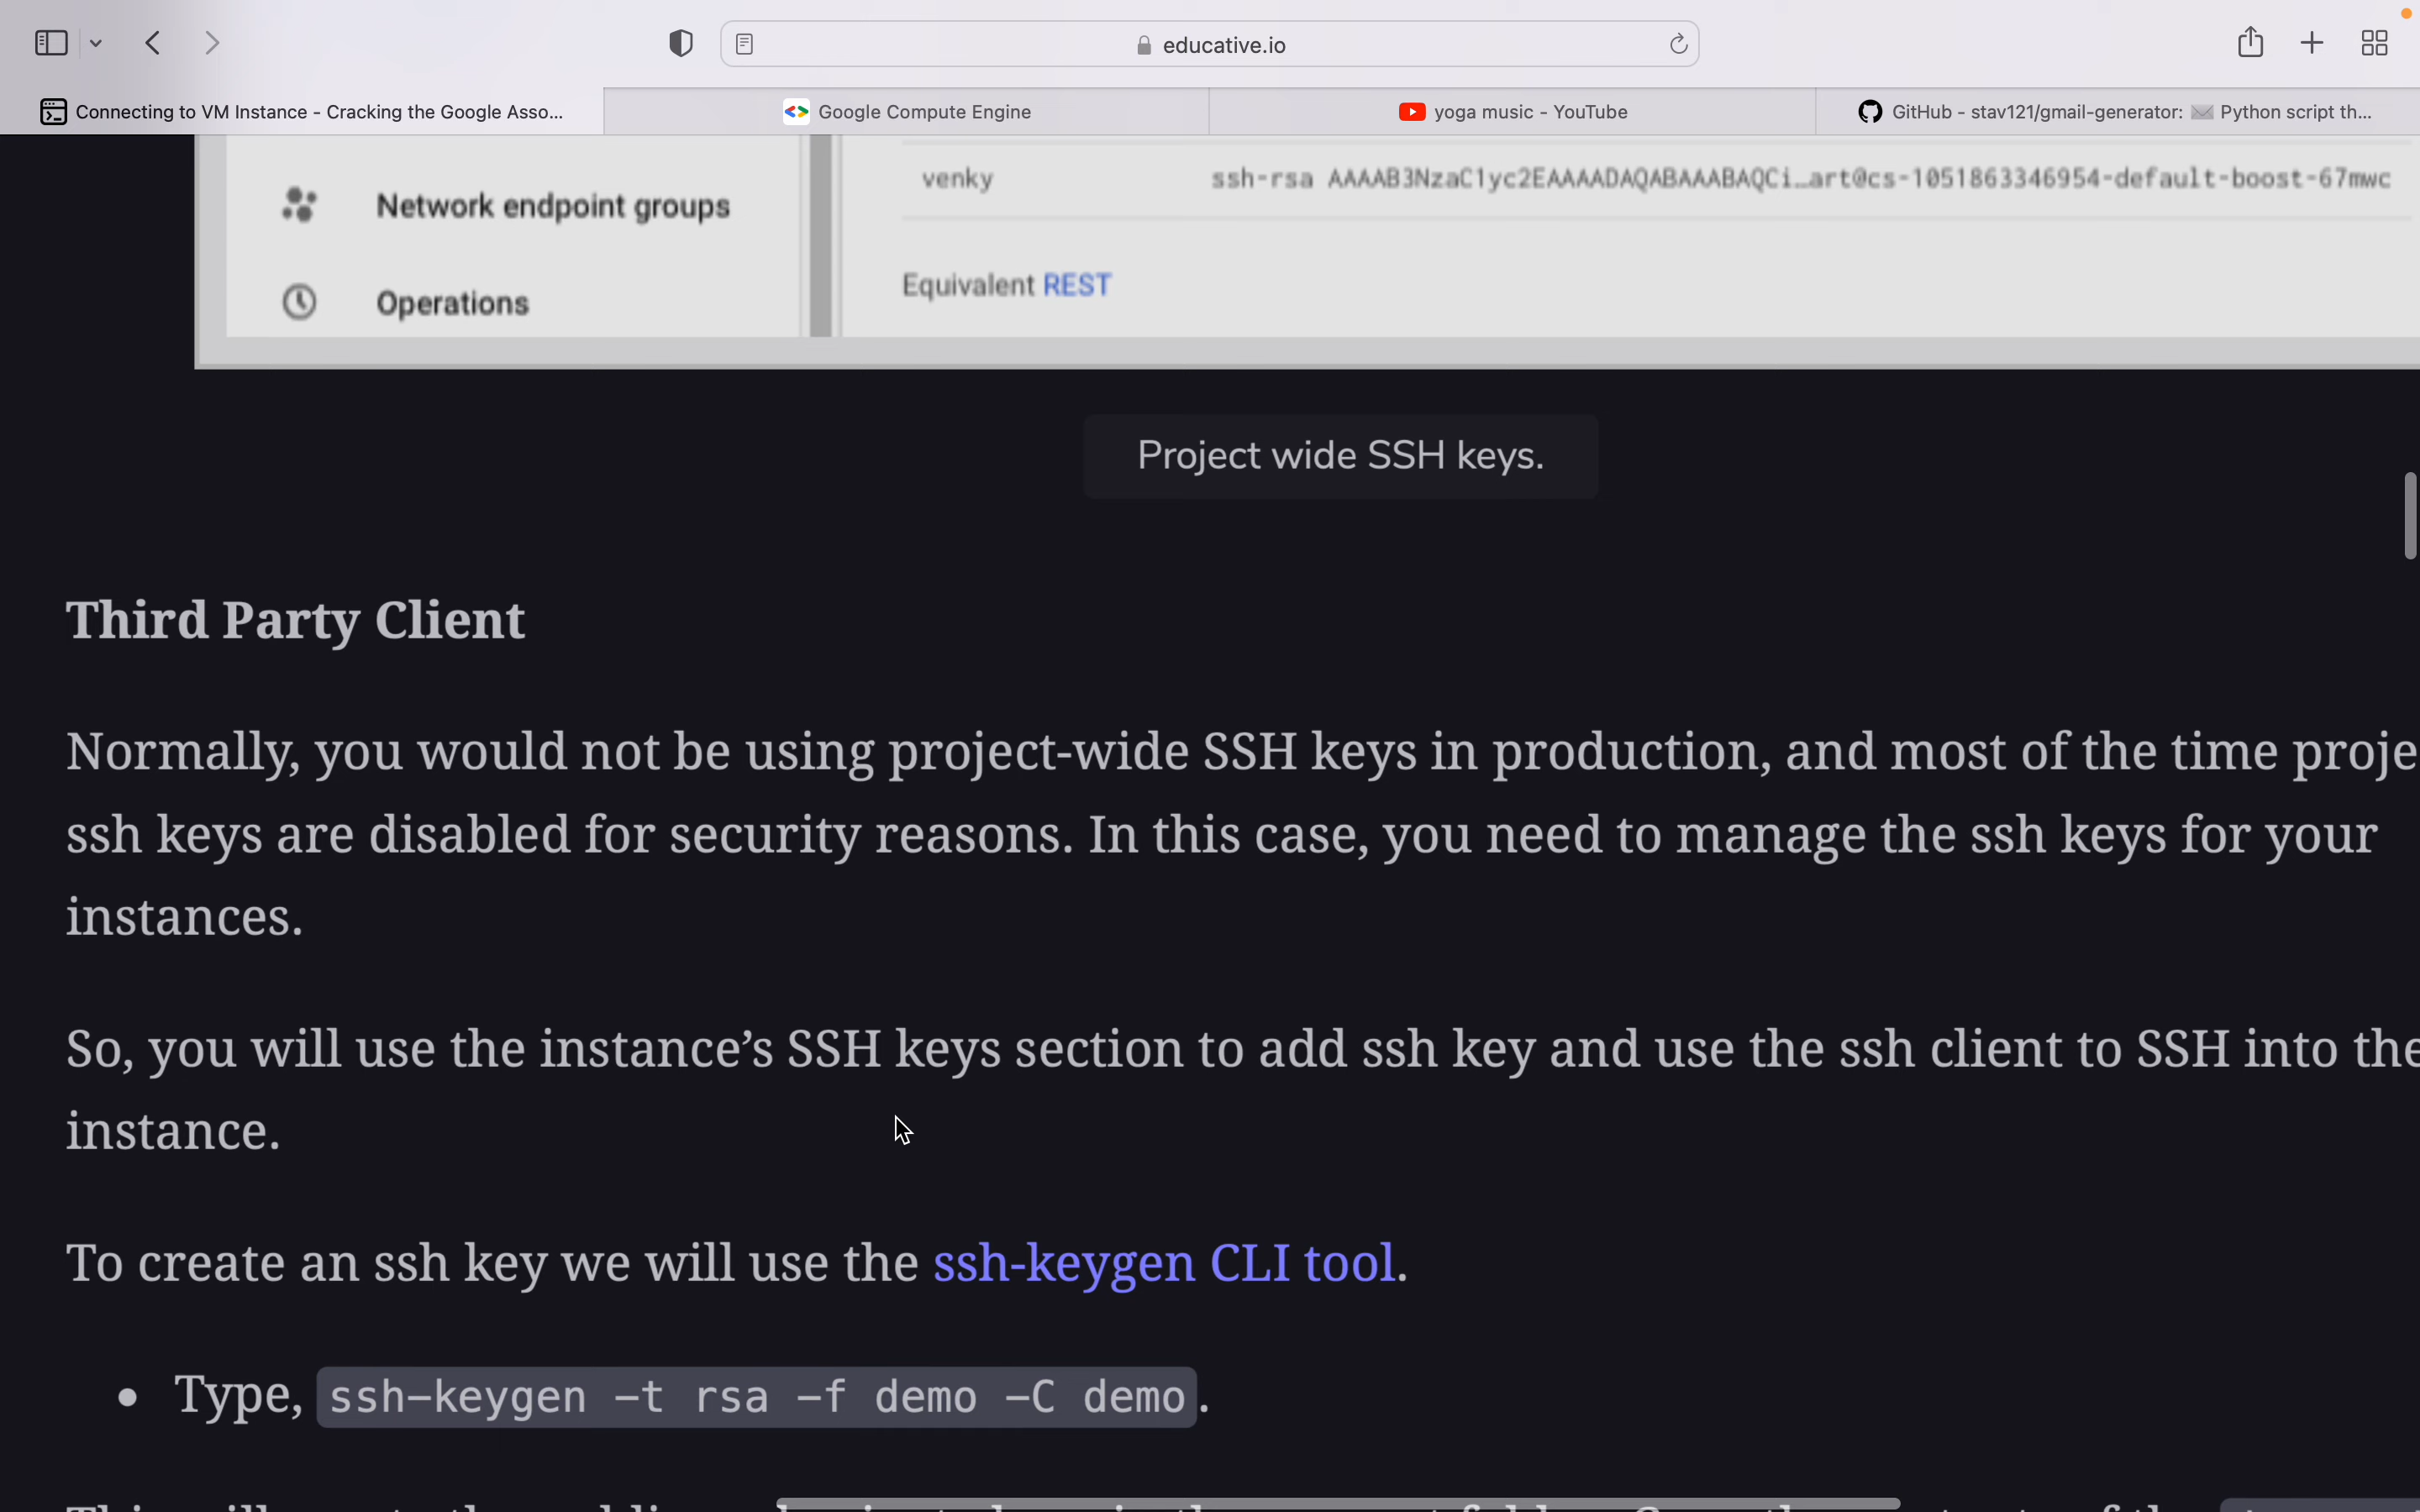 educative.io
Connecting to VM Instance - Cracking the Google Asso...
Google Compute Engine
yoga music - YouTube
GitHub - stav121/gmail-generator: ✉️ Python script th...
venky ssh-rsa AAAAB3NzaC1yc2EAAAADAQABAAABAQCi…art@cs-1051863346954-default-boost-67mwc
Network endpoint groups
Equivalent REST
Operations
Project wide SSH keys.
Third Party Client
Normally, you would not be using project-wide SSH keys in production, and most of the time proje
ssh keys are disabled for security reasons. In this case, you need to manage the ssh keys for your
instances.
So, you will use the instance’s SSH keys section to add ssh key and use the ssh client to SSH into the
instance.
To create an ssh key we will use the ssh-keygen CLI tool.
• Type, ssh-keygen -t rsa -f demo -C demo.